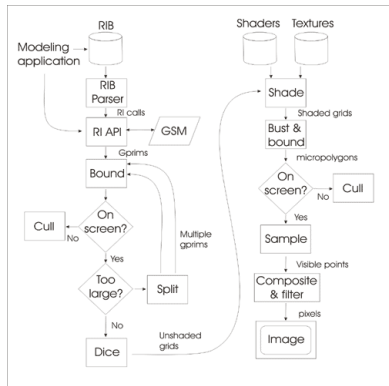 RIB
Modeling
application
RIB
Parser
RI calls
RI API
GSM
Gprims
Bound
On
screen?
Cull
No
Multiple
gprims
Yes
Too
large?
Split
No
Dice
Unshaded
grids
Shaders
Textures
Shade
Shaded grids
Bust &
bound
micropolygons
On
screen?
No
Cull
Yes
Sample
Visible points
Composite
& filter
pixels
Image